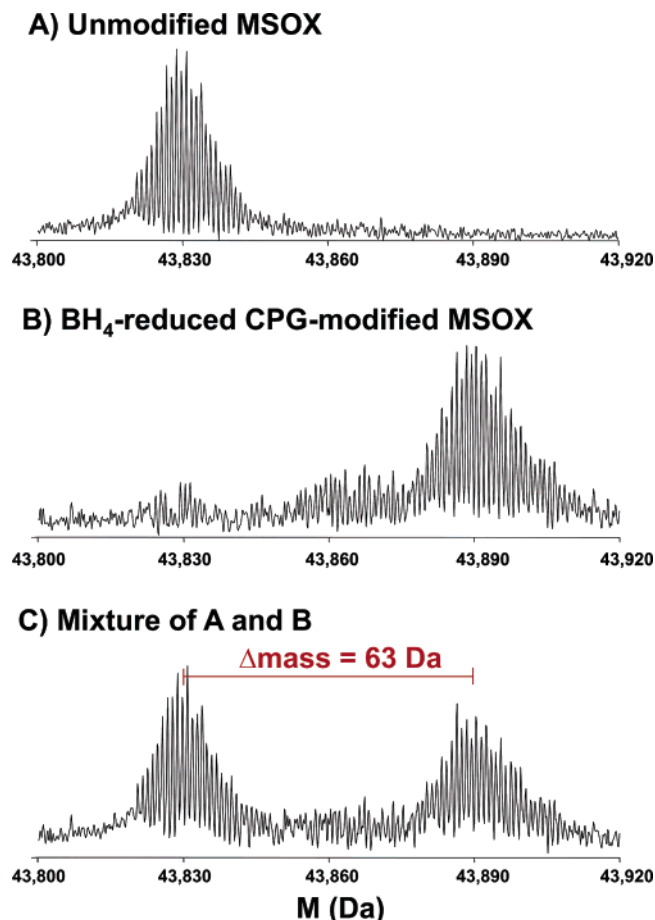 A) Unmodified MSOX
43,800 43,830 43,860 43,890 43,920
B) BH₄-reduced CPG-modified MSOX
43,800 43,830 43,860 43,890 43,920
C) Mixture of A and B
Δmass = 63 Da
43,800 43,830 43,860 43,890 43,920
M (Da)